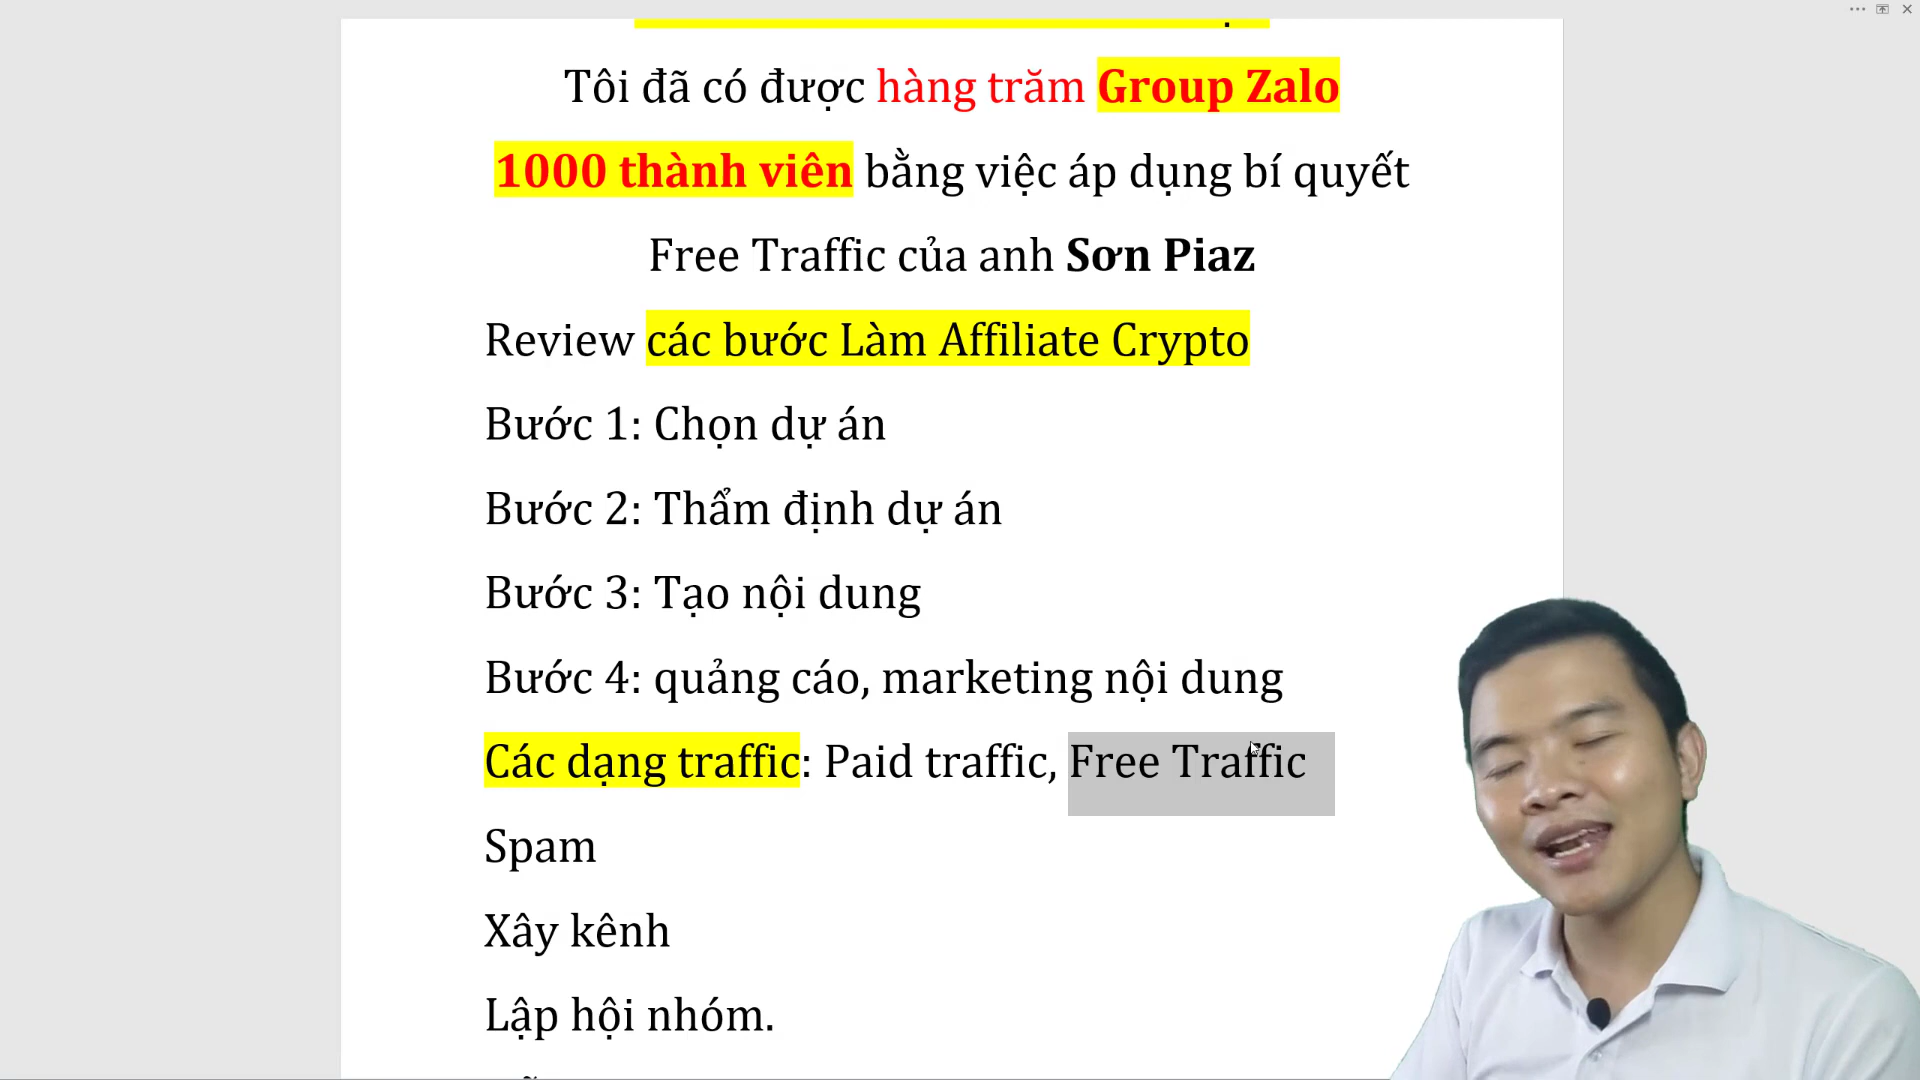 Tôi đã có được hàng trăm Group Zalo
1000 thành viên bằng việc áp dụng bí quyết
Free Traffic của anh Sơn Piaz
Review các bước Làm Affiliate Crypto
Bước 1: Chọn dự án
Bước 2: Thẩm định dự án
Bước 3: Tạo nội dung
Bước 4: quảng cáo, marketing nội dung
Các dạng traffic: Paid traffic, Free Traffic
Spam
Xây kênh
Lập hội nhóm.